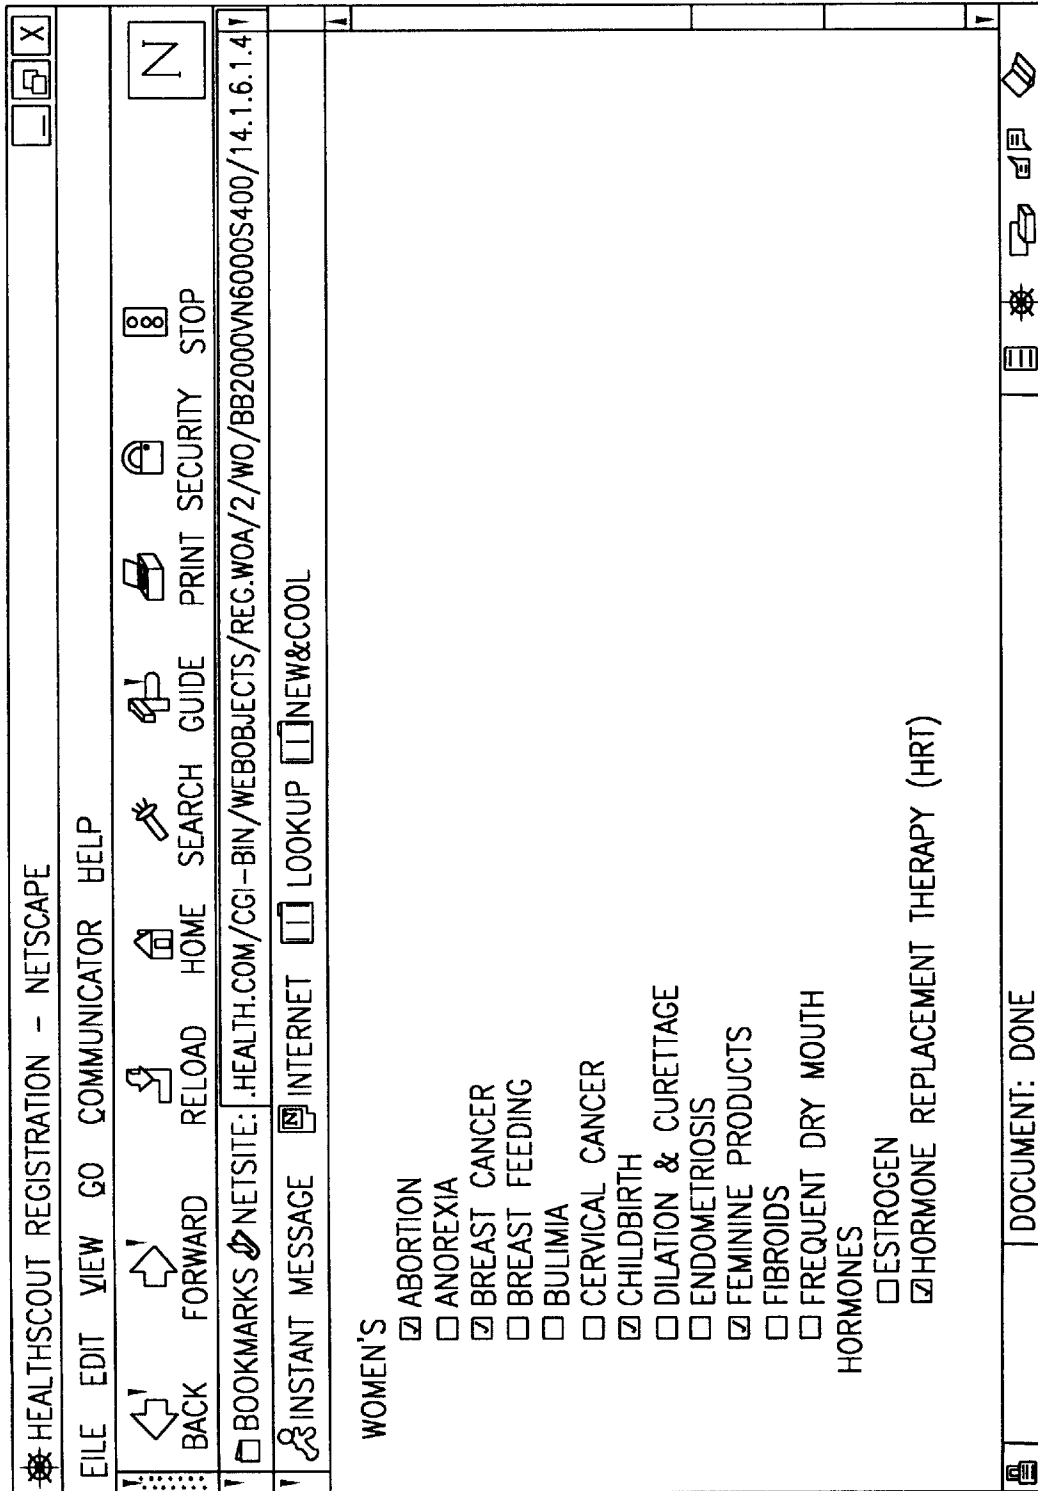 HEALTHSCOUT REGISTRATION - NETSCAPE
_ X
EILE EDIT VIEW GO COMMUNICATOR HELP
BACK FORWARD RELOAD HOME SEARCH GUIDE PRINT SECURITY STOP
N
BOOKMARKS NETSITE: .HEALTH.COM/CGI-BIN/WEBOBJECTS/REG.WOA/2/WO/BB2000VN6000S400/14.1.6.1.4
INSTANT MESSAGE N INTERNET LOOKUP NEW&COOL
WOMEN'S
ABORTION
ANOREXIA
BREAST CANCER
BREAST FEEDING
BULIMIA
CERVICAL CANCER
CHILDBIRTH
DILATION & CURETTAGE
ENDOMETRIOSIS
FEMININE PRODUCTS
FIBROIDS
FREQUENT DRY MOUTH
HORMONES
ESTROGEN
HORMONE REPLACEMENT THERAPY (HRT)
DOCUMENT: DONE